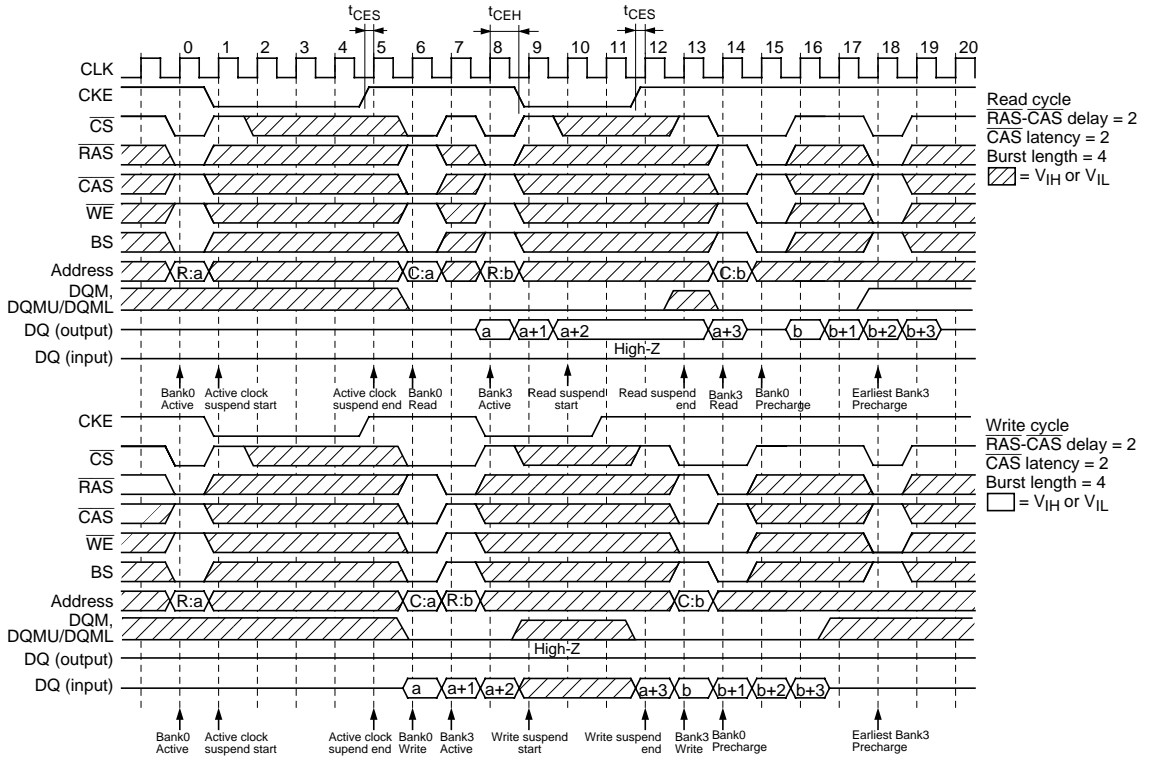 tCES tCEH tCES
0 1 2 3 4 5 6 7 8 9 10 11 12 13 14 15 16 17 18 19 20
CLK
CKE
CS
RAS
CAS
WE
BS
Address R:a C:a R:b C:b
DQM,
DQMU/DQML
DQ (output) a a+1 a+2 a+3 b b+1 b+2 b+3
High-Z
DQ (input)
Read cycle
RAS-CAS delay = 2
CAS latency = 2
Burst length = 4
= VIH or VIL
Bank0 Active clock Active clock Bank0 Bank3 Read suspend Read suspend Bank3 Bank0 Earliest Bank3
Active suspend start suspend end Read Active start end Read Precharge Precharge
CKE
CS
RAS
CAS
WE
BS
Address R:a C:a R:b C:b
DQM,
DQMU/DQML
High-Z
DQ (output)
DQ (input) a a+1 a+2 a+3 b b+1 b+2 b+3
Write cycle
RAS-CAS delay = 2
CAS latency = 2
Burst length = 4
= VIH or VIL
Bank0 Active clock Active clock Bank0 Bank3 Write suspend Write suspend Bank3 Bank0 Earliest Bank3
Active suspend start supend end Write Active start end Write Precharge Precharge